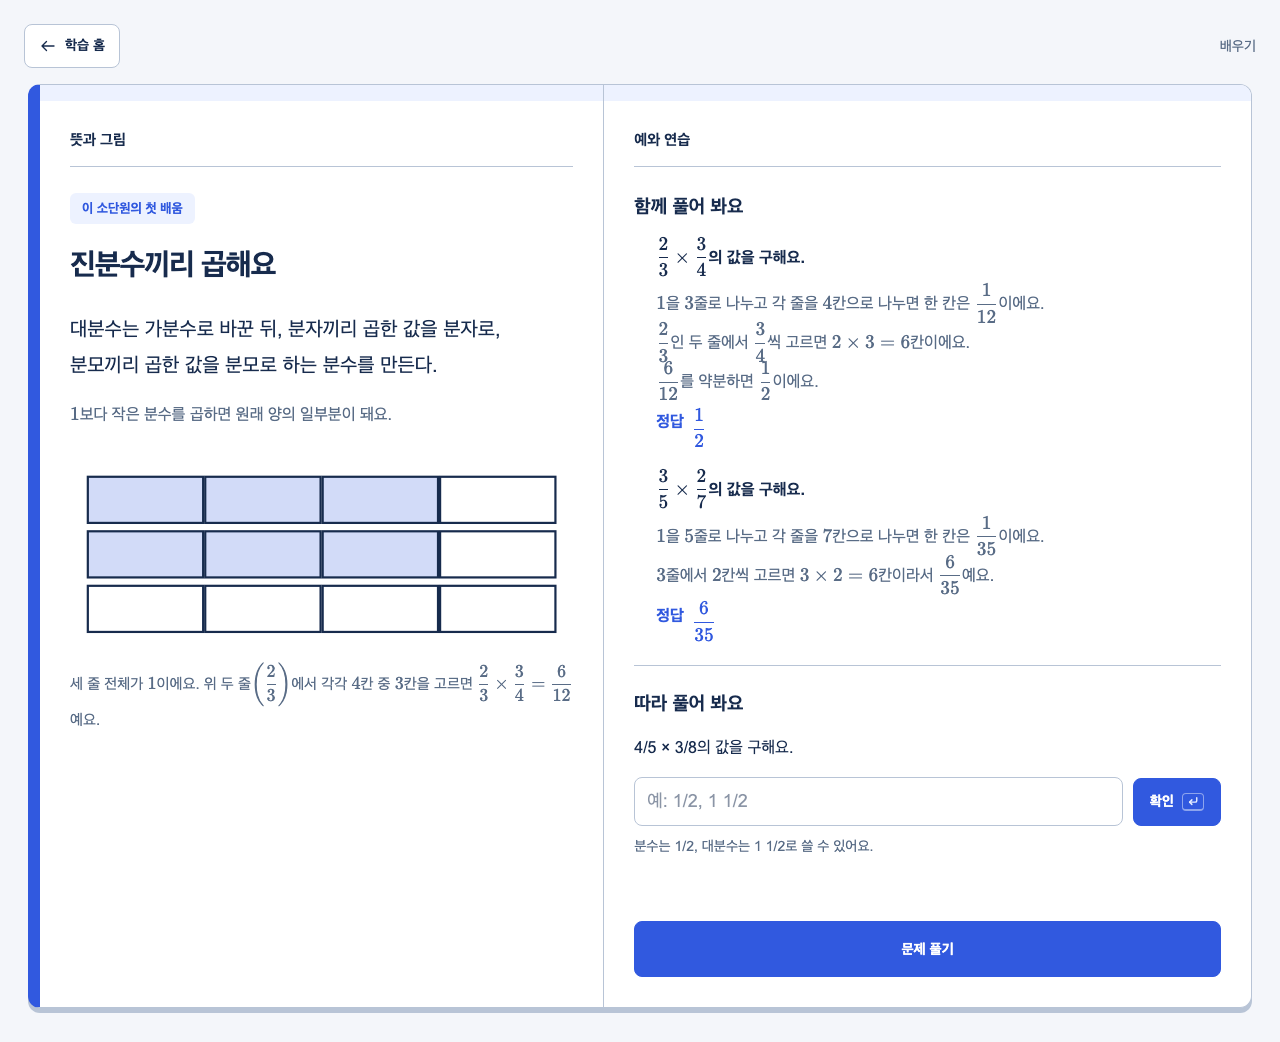 ← 학습 홈
배우기
뜻과 그림
이 소단원의 첫 배움
진분수끼리 곱해요
대분수는 가분수로 바꾼 뒤, 분자끼리 곱한 값을 분자로,
분모끼리 곱한 값을 분모로 하는 분수를 만든다.
1보다 작은 분수를 곱하면 원래 양의 일부분이 돼요.
세 줄 전체가 1이에요. 위 두 줄(2/3)에서 각각 4칸 중 3칸을 고르면 2/3 × 3/4 = 6/12
예요.
예와 연습
함께 풀어 봐요
2/3 × 3/4의 값을 구해요.
1을 3줄로 나누고 각 줄을 4칸으로 나누면 한 칸은 1/12이에요.
2/3인 두 줄에서 3/4씩 고르면 2 × 3 = 6칸이에요.
6/12를 약분하면 1/2이에요.
정답 1/2
3/5 × 2/7의 값을 구해요.
1을 5줄로 나누고 각 줄을 7칸으로 나누면 한 칸은 1/35이에요.
3줄에서 2칸씩 고르면 3 × 2 = 6칸이라서 6/35예요.
정답 6/35
따라 풀어 봐요
4/5 × 3/8의 값을 구해요.
예: 1/2, 1 1/2
확인 ↵
분수는 1/2, 대분수는 1 1/2로 쓸 수 있어요.
문제 풀기